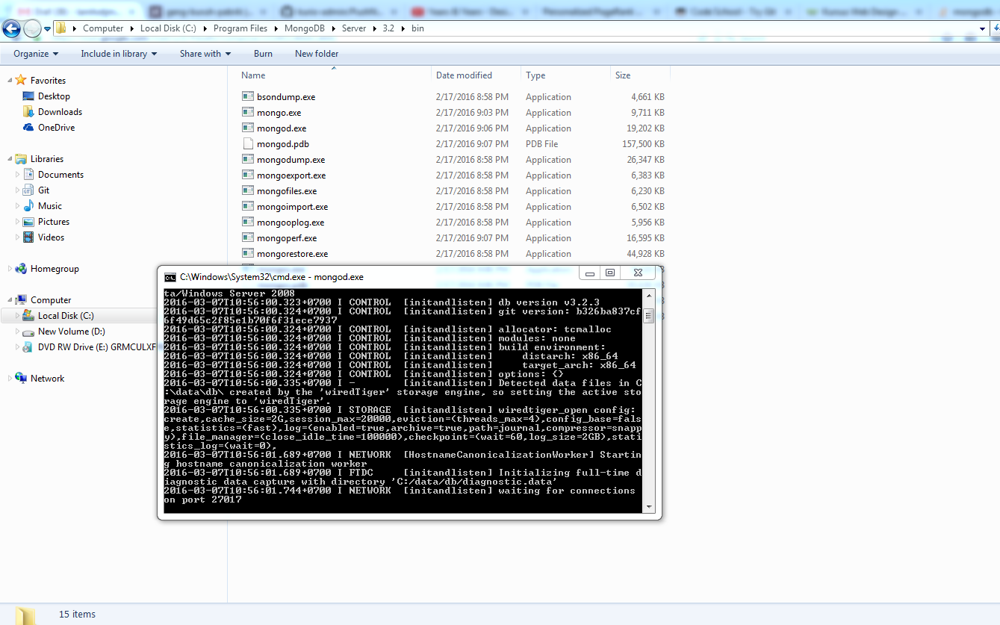 Computer Local Disk (C:) Program Files MongoDB Server 3.2 bin
Organize Include in library Share with Burn New folder
Name Date modified Type Size
Favorites
Desktop
Downloads
OneDrive
Libraries
Documents
Git
Music
Pictures
Videos
Homegroup
Computer
Local Disk (C:)
New Volume (D:)
DVD RW Drive (E:) GRMCULXF
Network
bsondump.exe 2/17/2016 8:58 PM Application 4,661 KB
mongo.exe 2/17/2016 9:03 PM Application 9,711 KB
mongod.exe 2/17/2016 9:06 PM Application 19,202 KB
mongod.pdb 2/17/2016 9:07 PM PDB File 157,500 KB
mongodump.exe 2/17/2016 8:58 PM Application 26,347 KB
mongoexport.exe 2/17/2016 8:58 PM Application 6,383 KB
mongofiles.exe 2/17/2016 8:58 PM Application 6,230 KB
mongoimport.exe 2/17/2016 8:58 PM Application 6,502 KB
mongooplog.exe 2/17/2016 8:58 PM Application 5,956 KB
mongoperf.exe 2/17/2016 9:07 PM Application 16,595 KB
mongorestore.exe 2/17/2016 8:58 PM Application 44,928 KB
C:\Windows\System32\cmd.exe - mongod.exe
ta/Windows Server 2008
2016-03-07T10:56:00.323+0700 I CONTROL  [initandlisten] db version v3.2.3
2016-03-07T10:56:00.324+0700 I CONTROL  [initandlisten] git version: b326ba837cf
6f49d65c2f85e1b70f6f31ece7937
2016-03-07T10:56:00.324+0700 I CONTROL  [initandlisten] allocator: tcmalloc
2016-03-07T10:56:00.324+0700 I CONTROL  [initandlisten] modules: none
2016-03-07T10:56:00.324+0700 I CONTROL  [initandlisten] build environment:
2016-03-07T10:56:00.324+0700 I CONTROL  [initandlisten]     distarch: x86_64
2016-03-07T10:56:00.324+0700 I CONTROL  [initandlisten]     target_arch: x86_64
2016-03-07T10:56:00.324+0700 I CONTROL  [initandlisten] options: {}
2016-03-07T10:56:00.335+0700 I -        [initandlisten] Detected data files in C
:\data\db\ created by the 'wiredTiger' storage engine, so setting the active sto
rage engine to 'wiredTiger'.
2016-03-07T10:56:00.335+0700 I STORAGE  [initandlisten] wiredtiger_open config:
create,cache_size=2G,session_max=20000,eviction=(threads_max=4),config_base=fals
e,statistics=(fast),log=(enabled=true,archive=true,path=journal,compressor=snapp
y),file_manager=(close_idle_time=100000),checkpoint=(wait=60,log_size=2GB),stati
stics_log=(wait=0),
2016-03-07T10:56:01.689+0700 I NETWORK  [HostnameCanonicalizationWorker] Startin
g hostname canonicalization worker
2016-03-07T10:56:01.689+0700 I FTDC     [initandlisten] Initializing full-time d
iagnostic data capture with directory 'C:/data/db/diagnostic.data'
2016-03-07T10:56:01.744+0700 I NETWORK  [initandlisten] waiting for connections
on port 27017
15 items